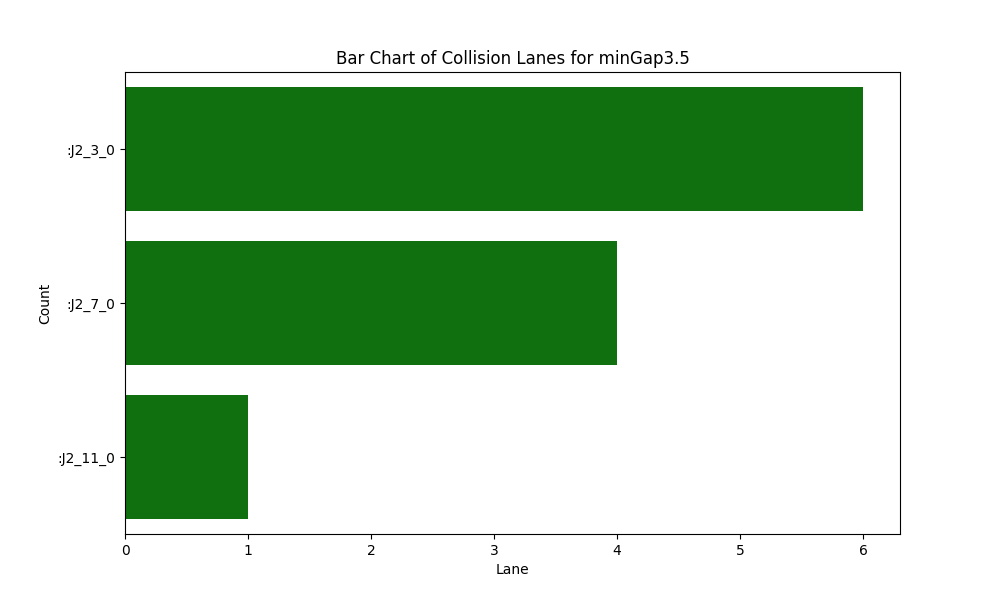 Bar Chart of Collision Lanes for minGap3.5
:J2_3_0
:J2_7_0
:J2_11_0
Count
0 1 2 3 4 5 6
Lane